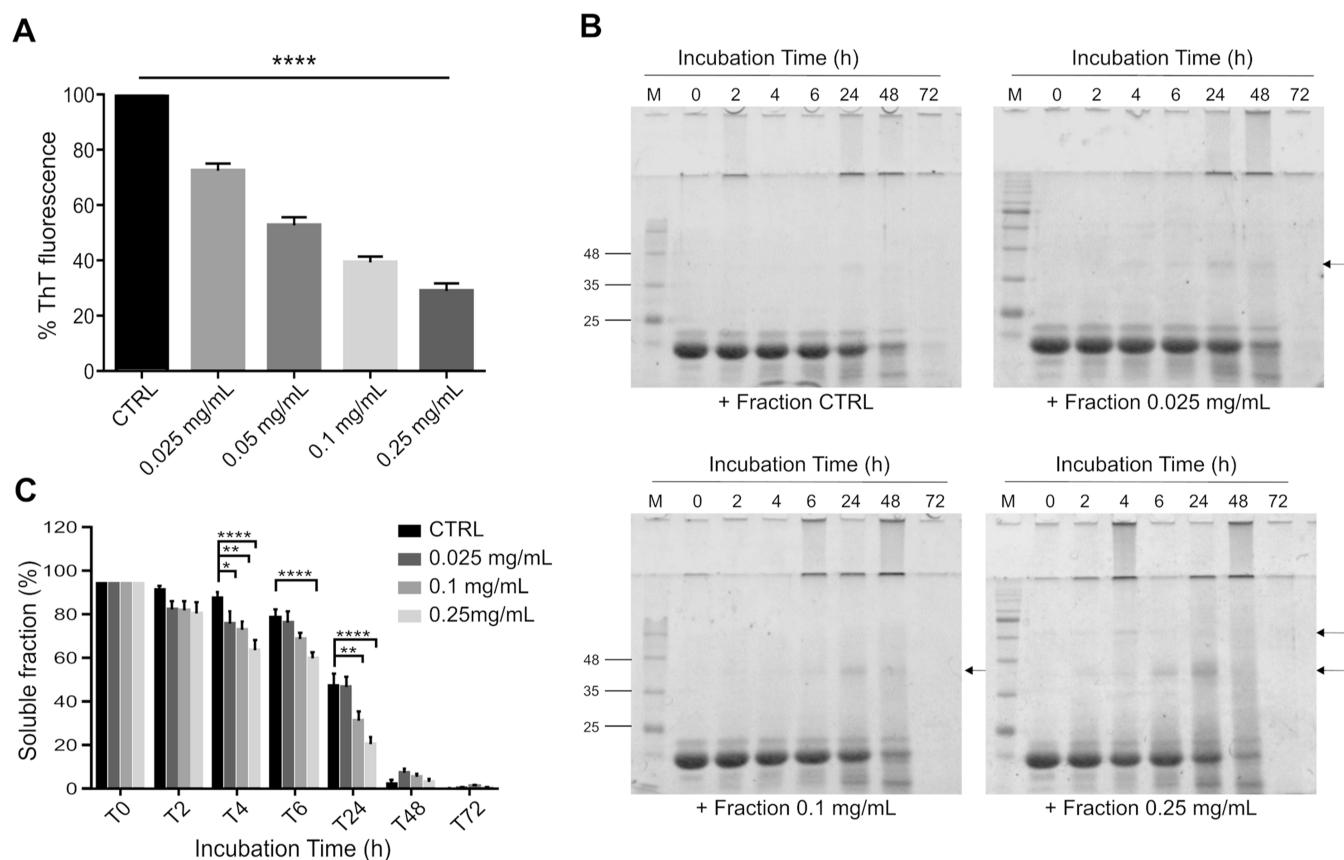 A
****
100
80
60
40
20
0
% ThT fluorescence
CTRL
0.025 mg/mL
0.05 mg/mL
0.1 mg/mL
0.25 mg/mL
B
Incubation Time (h)
M 0 2 4 6 24 48 72
48
35
25
+ Fraction CTRL
Incubation Time (h)
M 0 2 4 6 24 48 72
+ Fraction 0.025 mg/mL
Incubation Time (h)
M 0 2 4 6 24 48 72
48
35
25
+ Fraction 0.1 mg/mL
Incubation Time (h)
M 0 2 4 6 24 48 72
+ Fraction 0.25 mg/mL
C
120
100
80
60
40
20
0
Soluble fraction (%)
****
**
*
****
****
**
CTRL
0.025 mg/mL
0.1 mg/mL
0.25mg/mL
T0 T2 T4 T6 T24 T48 T72
Incubation Time (h)